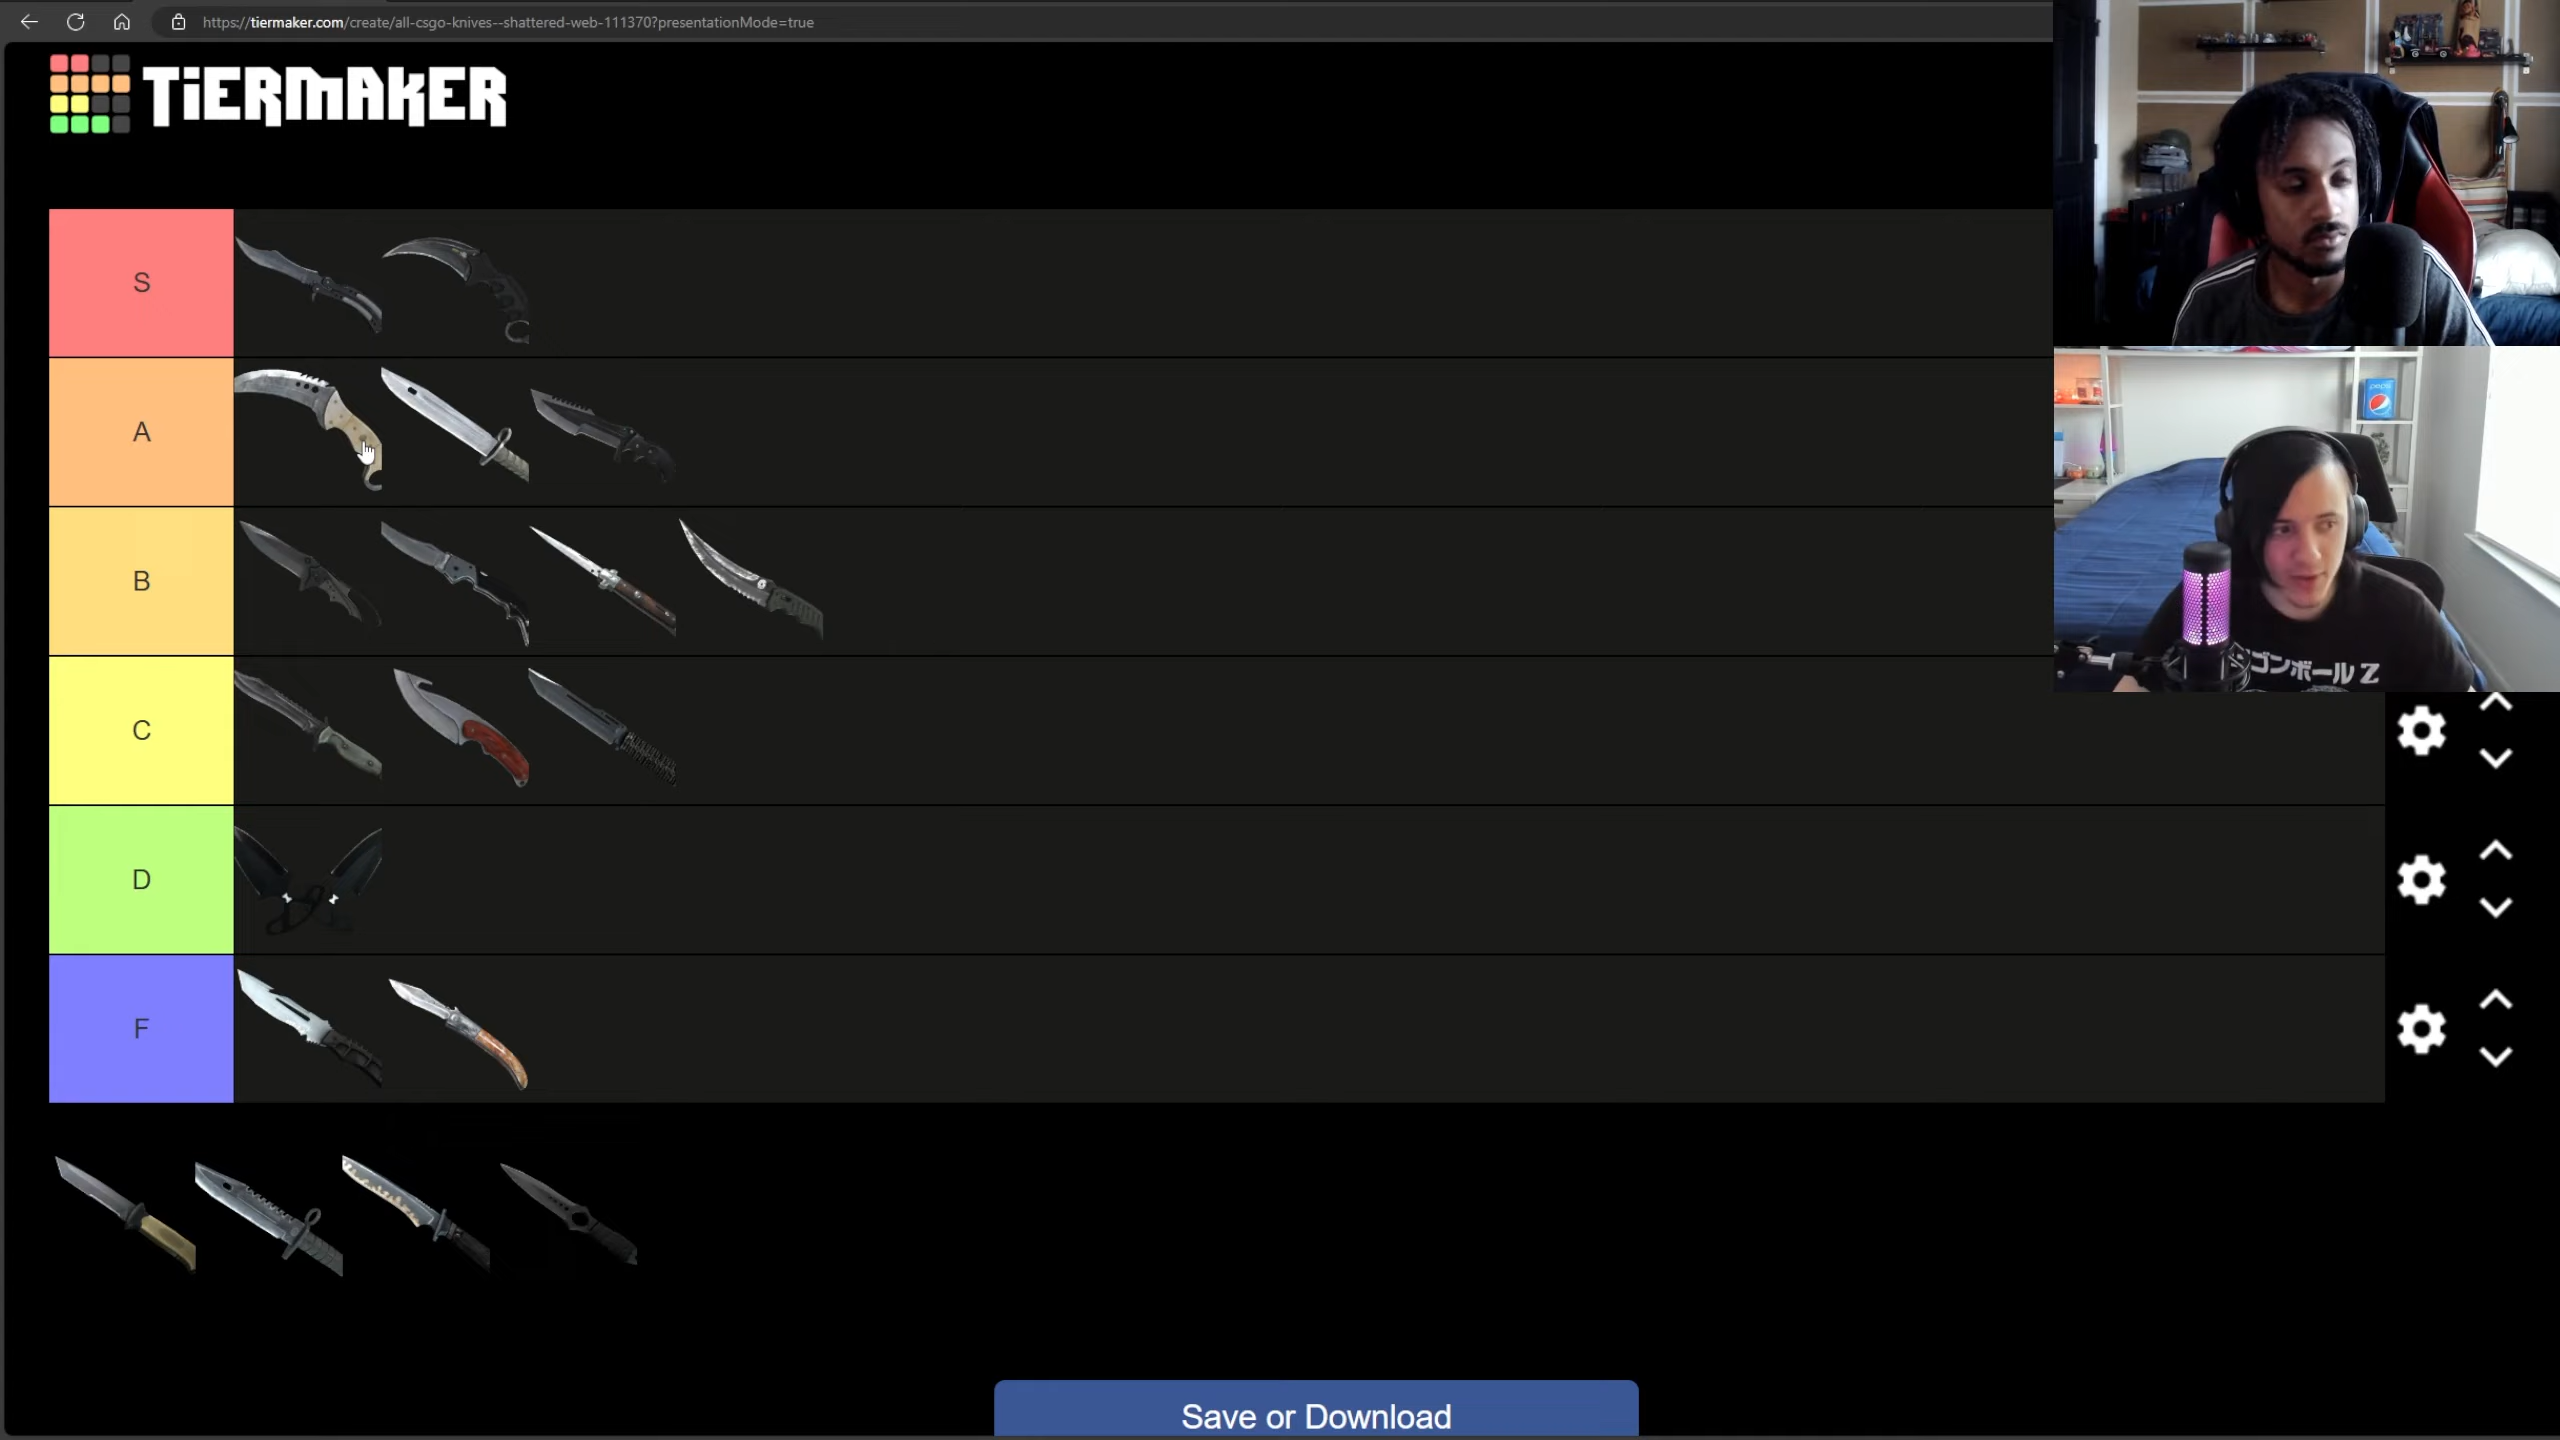 https://tiermaker.com/create/all-csgo-knives--shattered-web-111370?presentationMode=true
TiERMAKER
S
A
B
C
D
F
pepsi
ゴンボール Z
Save or Download